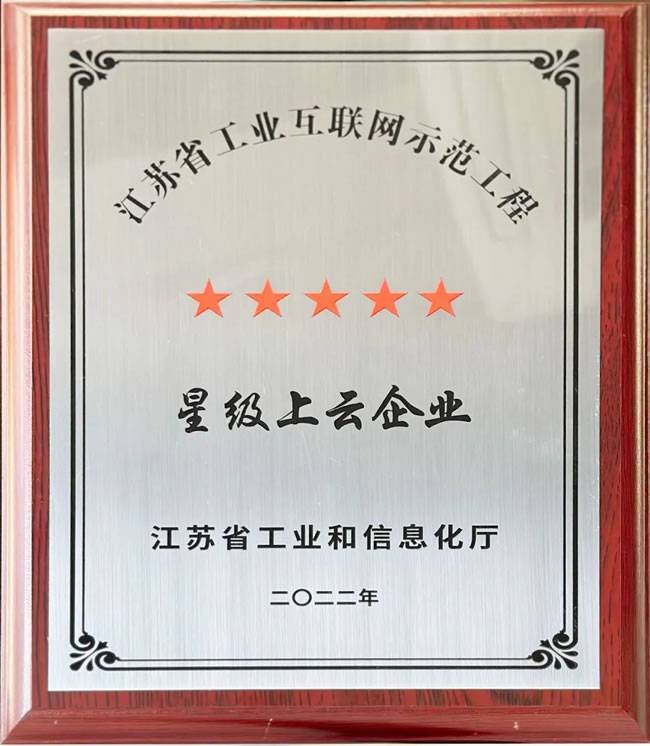 江苏省工业互联网示范工程
★★★★★
星级上云企业
江苏省工业和信息化厅
二〇二二年